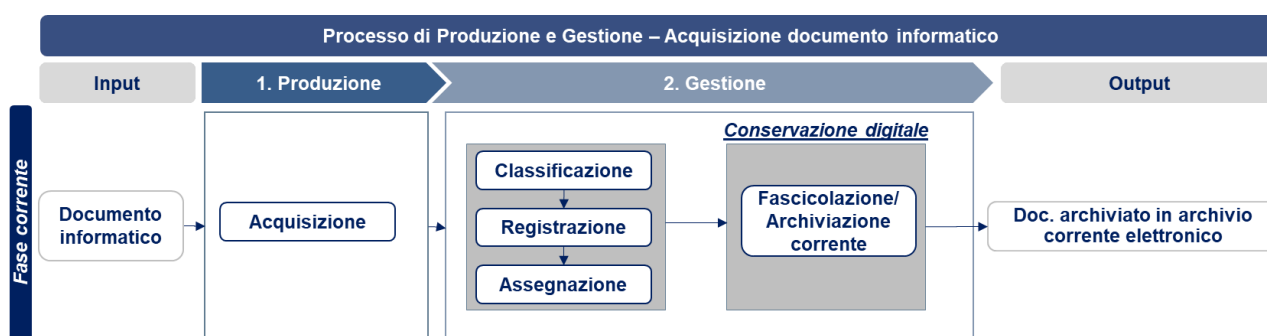 Processo di Produzione e Gestione – Acquisizione documento informatico
Input
1. Produzione
2. Gestione
Output
Fase corrente
Documento
informatico
Acquisizione
Classificazione
Registrazione
Assegnazione
Conservazione digitale
Fascicolazione/
Archiviazione
corrente
Doc. archiviato in archivio
corrente elettronico